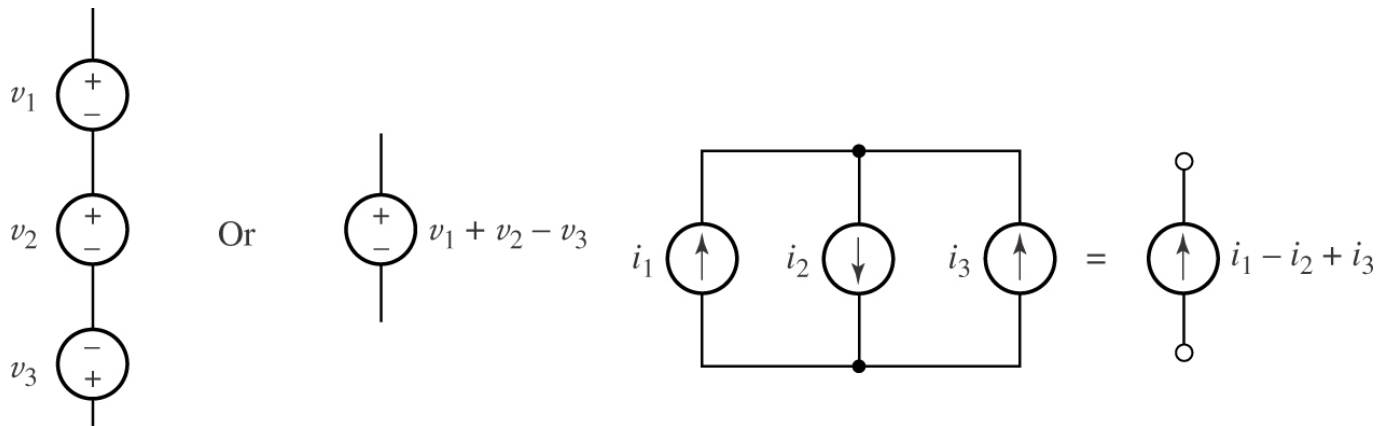 v₁
+
−
v₂
+
−
v₃
−
+
Or
+
−
v₁ + v₂ − v₃
i₁
i₂
i₃
=
i₁ − i₂ + i₃